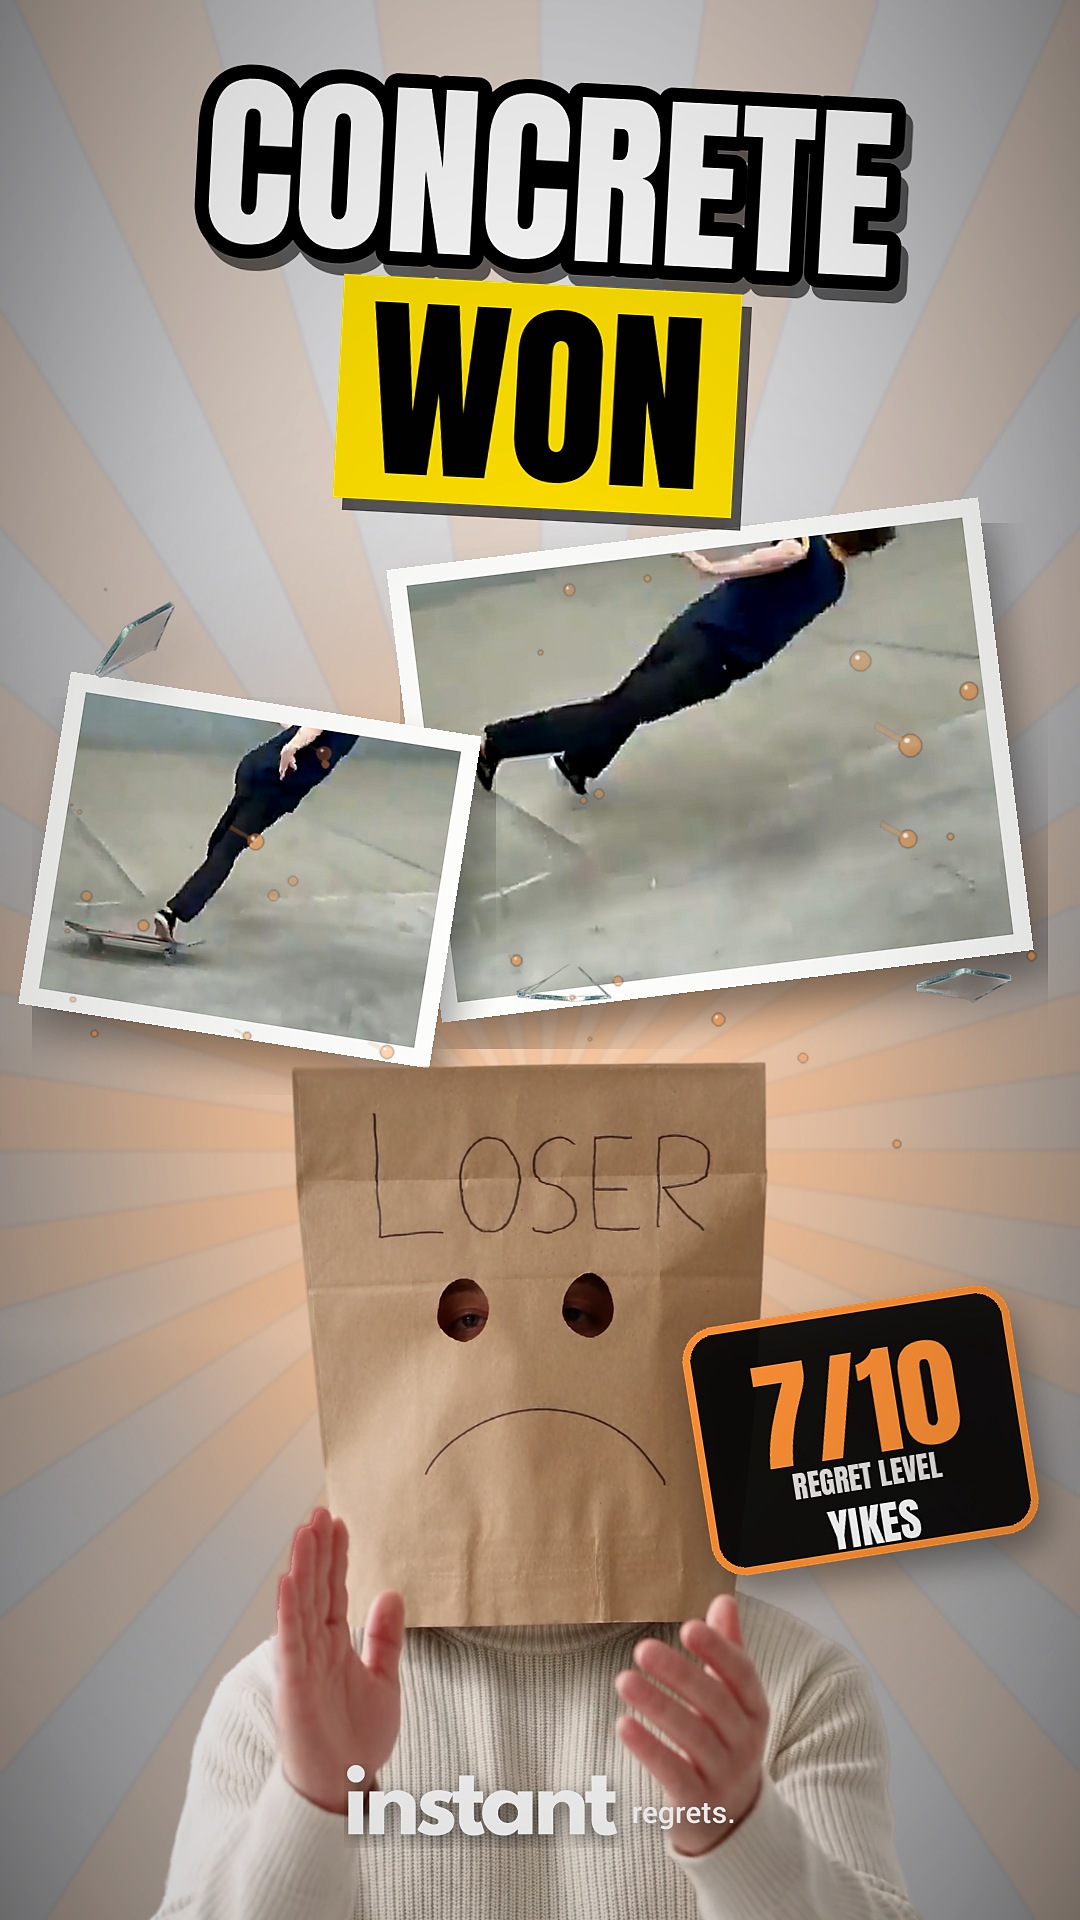 CONCRETE
WON
LOSER
7/10
REGRET LEVEL
YIKES
instant regrets.